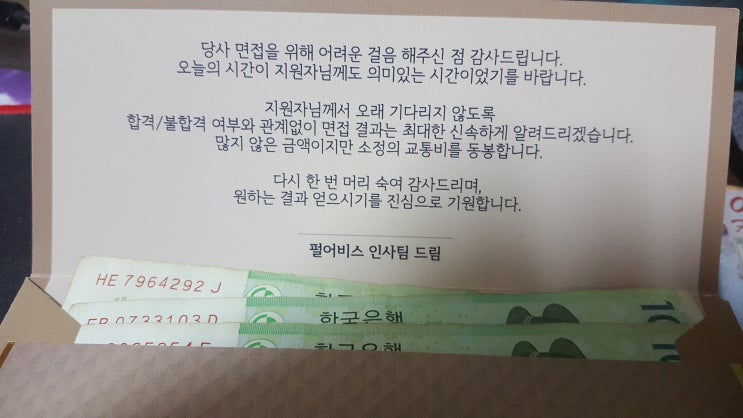 당사 면접을 위해 어려운 걸음 해주신 점 감사드립니다.
오늘의 시간이 지원자님께도 의미있는 시간이었기를 바랍니다.
지원자님께서 오래 기다리지 않도록
합격/불합격 여부와 관계없이 면접 결과는 최대한 신속하게 알려드리겠습니다.
많지 않은 금액이지만 소정의 교통비를 동봉합니다.
다시 한 번 머리 숙여 감사드리며,
원하는 결과 얻으시기를 진심으로 기원합니다.
펄어비스 인사팀 드림
HE 7964292 J
한국은행
0733103 D
한국은행